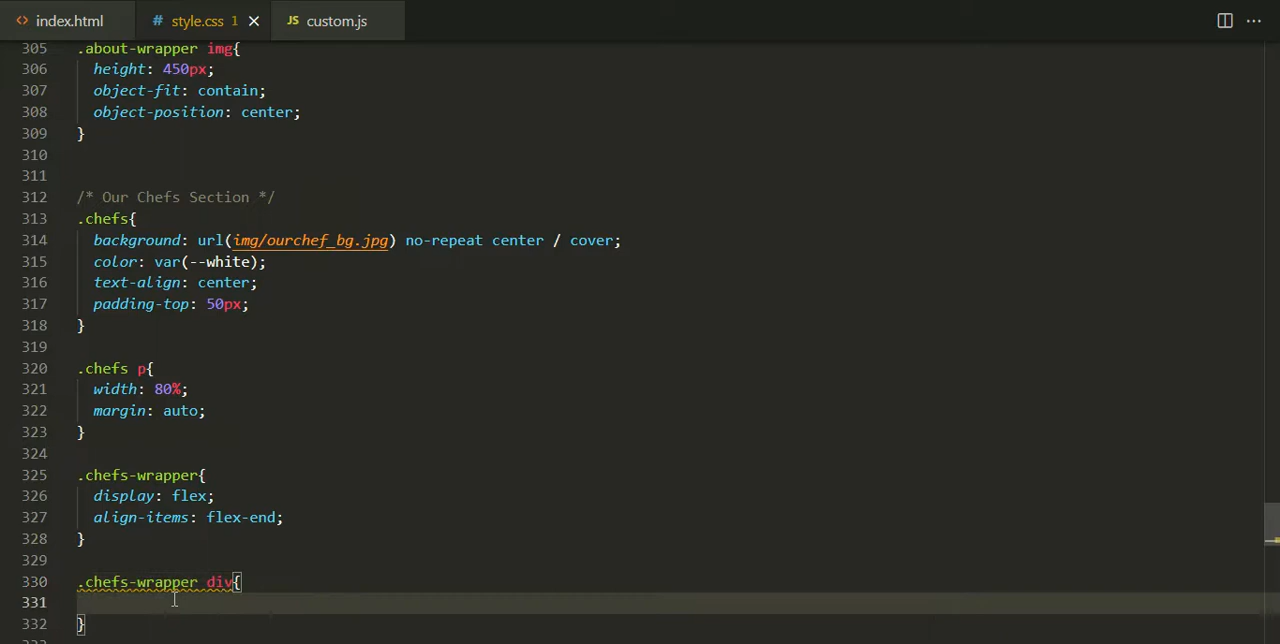 <> index.html # style.css 1 × JS custom.js ···
305 .about-wrapper img{
306 height: 450px;
307 object-fit: contain;
308 object-position: center;
309 }
310
311
312 /* Our Chefs Section */
313 .chefs{
314 background: url(img/ourchef_bg.jpg) no-repeat center / cover;
315 color: var(--white);
316 text-align: center;
317 padding-top: 50px;
318 }
319
320 .chefs p{
321 width: 80%;
322 margin: auto;
323 }
324
325 .chefs-wrapper{
326 display: flex;
327 align-items: flex-end;
328 }
329
330 .chefs-wrapper div{
331
332 }
333